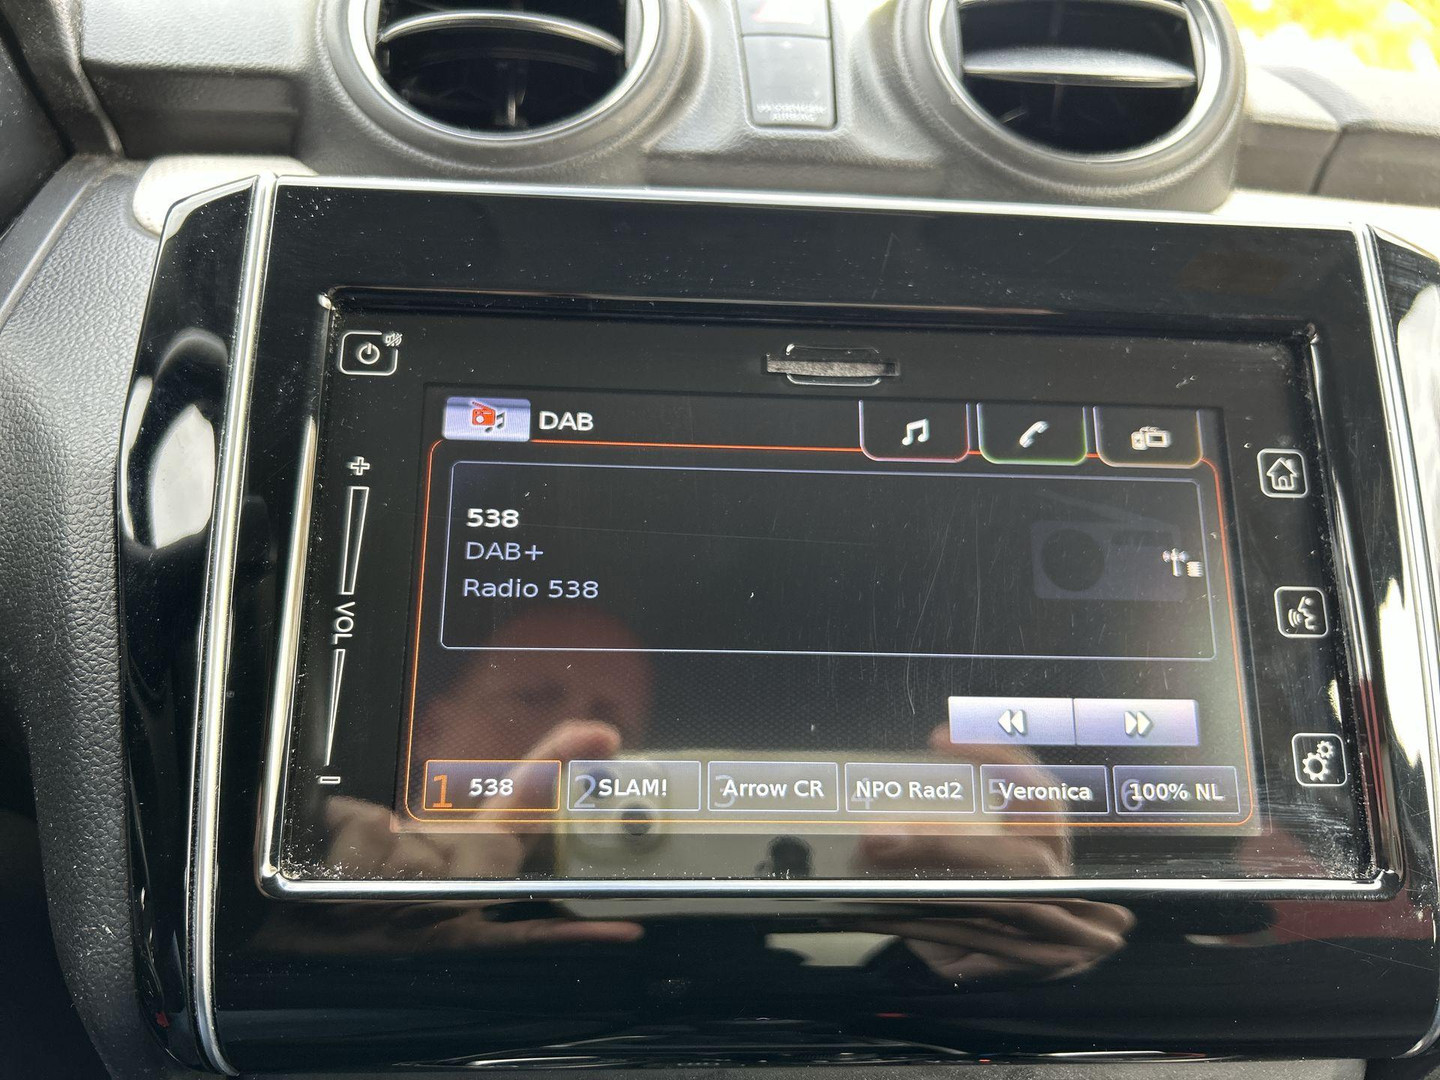 DAB
538
DAB+
Radio 538
+
VOL
-
1 538
2 SLAM!
3 Arrow CR
4 NPO Rad2
5 Veronica
6 100% NL